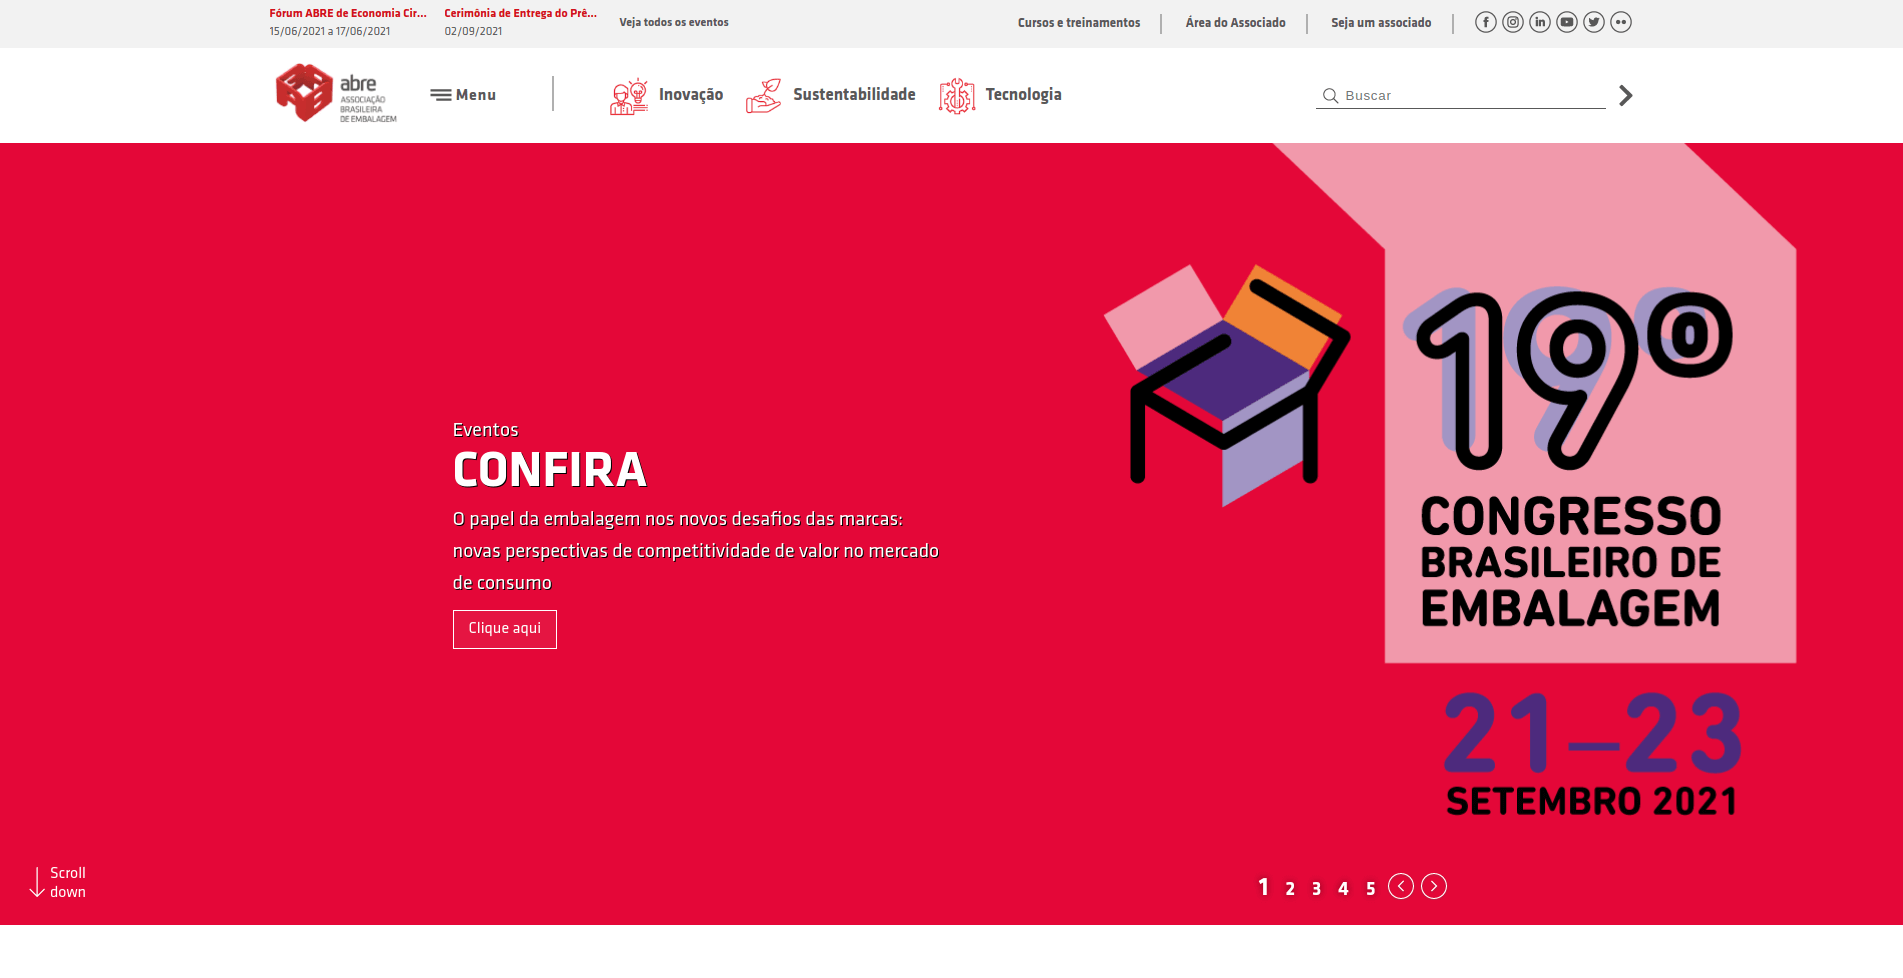 Fórum ABRE de Economia Cir...
15/06/2021 a 17/06/2021
Cerimônia de Entrega do Prê...
02/09/2021
Veja todos os eventos
Cursos e treinamentos
Área do Associado
Seja um associado
abre
ASSOCIAÇÃO
BRASILEIRA
DE EMBALAGEM
Menu
Inovação
Sustentabilidade
Tecnologia
Buscar
Eventos
CONFIRA
O papel da embalagem nos novos desafios das marcas:
novas perspectivas de competitividade de valor no mercado
de consumo
Clique aqui
19º
CONGRESSO
BRASILEIRO DE
EMBALAGEM
21–23
SETEMBRO 2021
Scroll
down
1 2 3 4 5